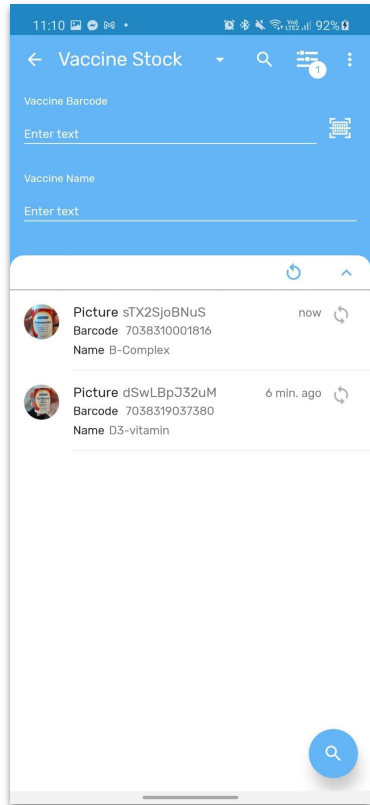 11:10 92%
Vaccine Stock
1
Vaccine Barcode
Enter text
Vaccine Name
Enter text
Picture sTX2SjoBNuS now
Barcode 7038310001816
Name B-Complex
Picture dSwLBpJ32uM 6 min. ago
Barcode 7038319037380
Name D3-vitamin